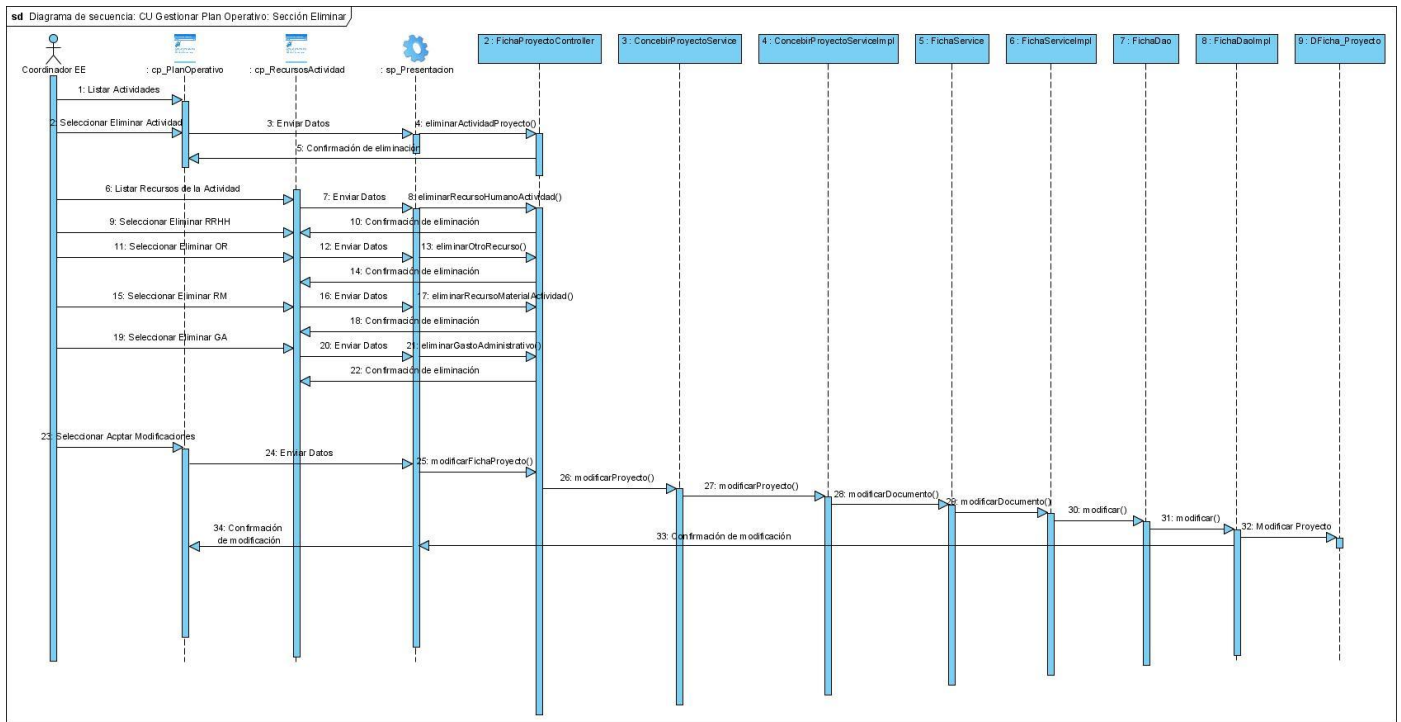 sd Diagrama de secuencia: CU Gestionar Plan Operativo: Sección Eliminar
Coordinador EE
: cp_PlanOperativo
: cp_RecursosActividad
: sp_Presentacion
2 : FichaProyectoController
3 : ConcebirProyectoService
4 : ConcebirProyectoServiceImpl
5 : FichaService
6 : FichaServiceImpl
7 : FichaDao
8 : FichaDaoImpl
9 : DFicha_Proyecto
1: Listar Actividades
2: Seleccionar Eliminar Actividad
3: Enviar Datos
4: eliminarActividadProyecto()
5: Confirmación de eliminación
6: Listar Recursos de la Actividad
7: Enviar Datos
8: eliminarRecursoHumanoActividad()
9: Seleccionar Eliminar RRHH
10: Confirmación de eliminación
11: Seleccionar Eliminar OR
12: Enviar Datos
13: eliminarOtroRecurso()
14: Confirmación de eliminación
15: Seleccionar Eliminar RM
16: Enviar Datos
17: eliminarRecursoMaterialActividad()
18: Confirmación de eliminación
19: Seleccionar Eliminar GA
20: Enviar Datos
21: eliminarGastoAdministrativo()
22: Confirmación de eliminación
23: Seleccionar Acptar Modificaciones
24: Enviar Datos
25: modificarFichaProyecto()
26: modificarProyecto()
27: modificarProyecto()
28: modificarDocumento()
29: modificarDocumento()
30: modificar()
31: modificar()
32: Modificar Proyecto
33: Confirmación de modificación
34: Confirmación
de modificación